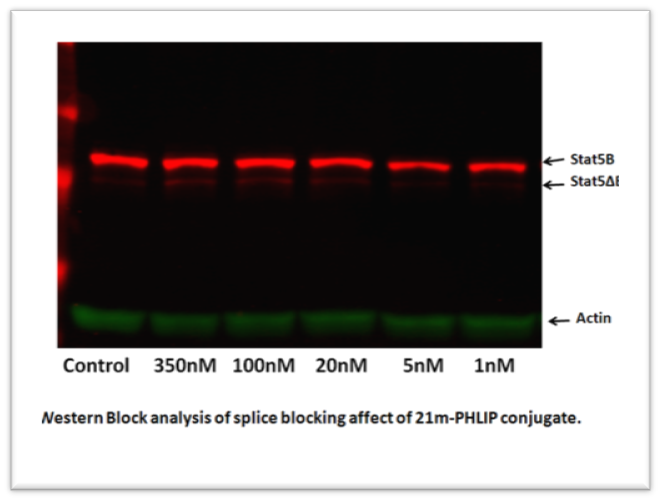 Stat5B
Stat5ΔE
Actin
Control 350nM 100nM 20nM 5nM 1nM
Western Block analysis of splice blocking affect of 21m-PHLIP conjugate.